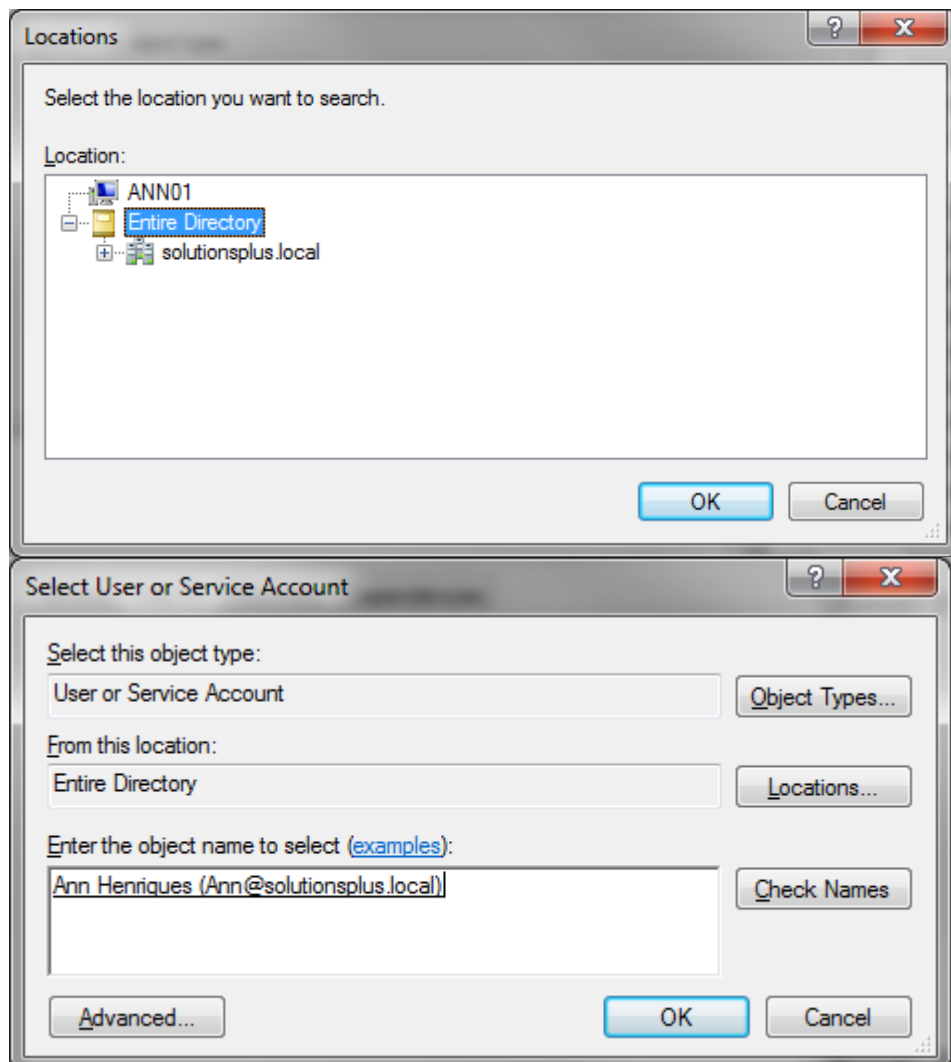 Locations
Select the location you want to search.
Location:
ANN01
Entire Directory
solutionsplus.local
OK Cancel
Select User or Service Account
Select this object type:
User or Service Account Object Types...
From this location:
Entire Directory Locations...
Enter the object name to select (examples):
Ann Henriques (Ann@solutionsplus.local) Check Names
Advanced... OK Cancel